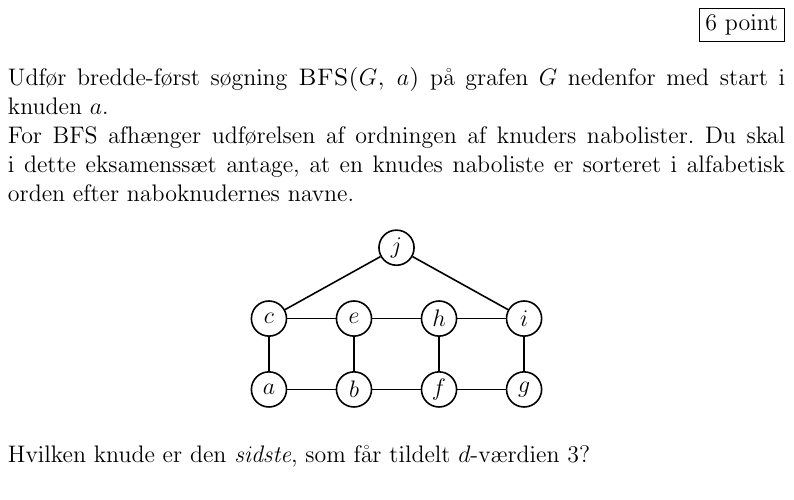 6 point
Udfør bredde-først søgning BFS(G, a) på grafen G nedenfor med start i
knuden a.
For BFS afhænger udførelsen af ordningen af knuders nabolister. Du skal
i dette eksamenssæt antage, at en knudes naboliste er sorteret i alfabetisk
orden efter naboknudernes navne.
j
c e h i
a b f g
Hvilken knude er den sidste, som får tildelt d-værdien 3?